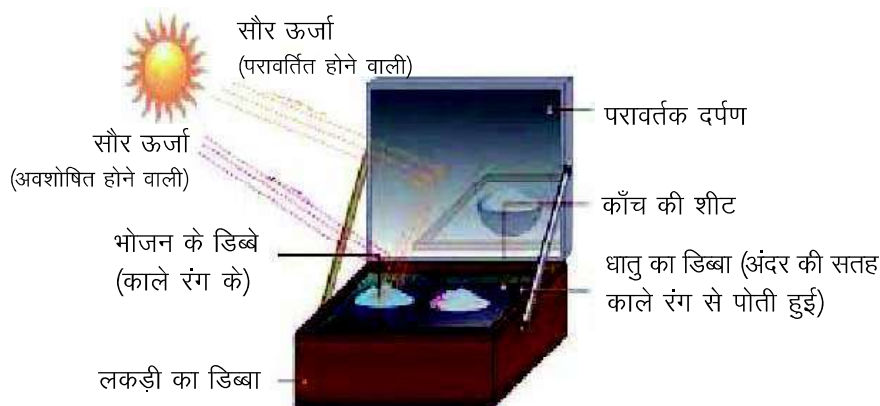 सौर ऊर्जा
(परावर्तित होने वाली)
सौर ऊर्जा
(अवशोषित होने वाली)
परावर्तक दर्पण
काँच की शीट
भोजन के डिब्बे
(काले रंग के)
धातु का डिब्बा (अंदर की सतह
काले रंग से पोती हुई)
लकड़ी का डिब्बा